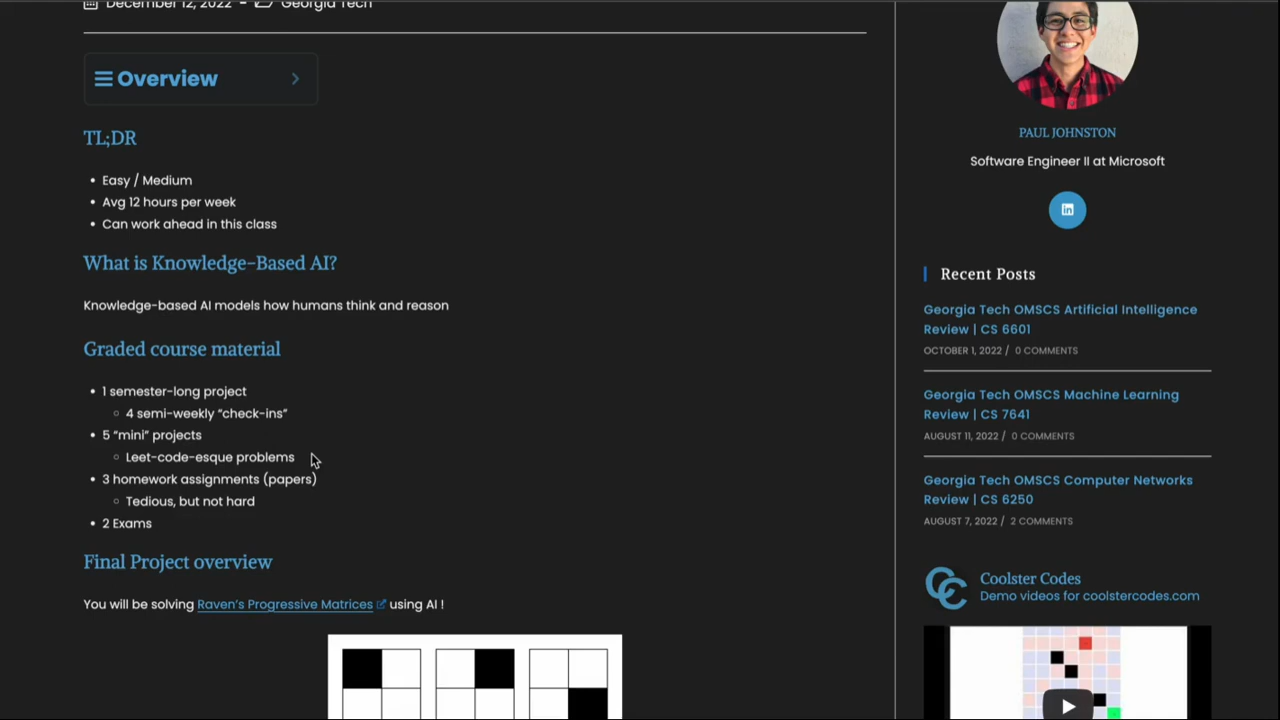 December 12, 2022 - Georgia Tech
Overview
TL;DR
• Easy / Medium
• Avg 12 hours per week
• Can work ahead in this class
What is Knowledge-Based AI?
Knowledge-based AI models how humans think and reason
Graded course material
• 1 semester-long project
◦ 4 semi-weekly “check-ins”
• 5 “mini” projects
◦ Leet-code-esque problems
• 3 homework assignments (papers)
◦ Tedious, but not hard
• 2 Exams
Final Project overview
You will be solving Raven’s Progressive Matrices using AI !
PAUL JOHNSTON
Software Engineer II at Microsoft
in
Recent Posts
Georgia Tech OMSCS Artificial Intelligence
Review | CS 6601
OCTOBER 1, 2022 / 0 COMMENTS
Georgia Tech OMSCS Machine Learning
Review | CS 7641
AUGUST 11, 2022 / 0 COMMENTS
Georgia Tech OMSCS Computer Networks
Review | CS 6250
AUGUST 7, 2022 / 2 COMMENTS
CC
Coolster Codes
Demo videos for coolstercodes.com